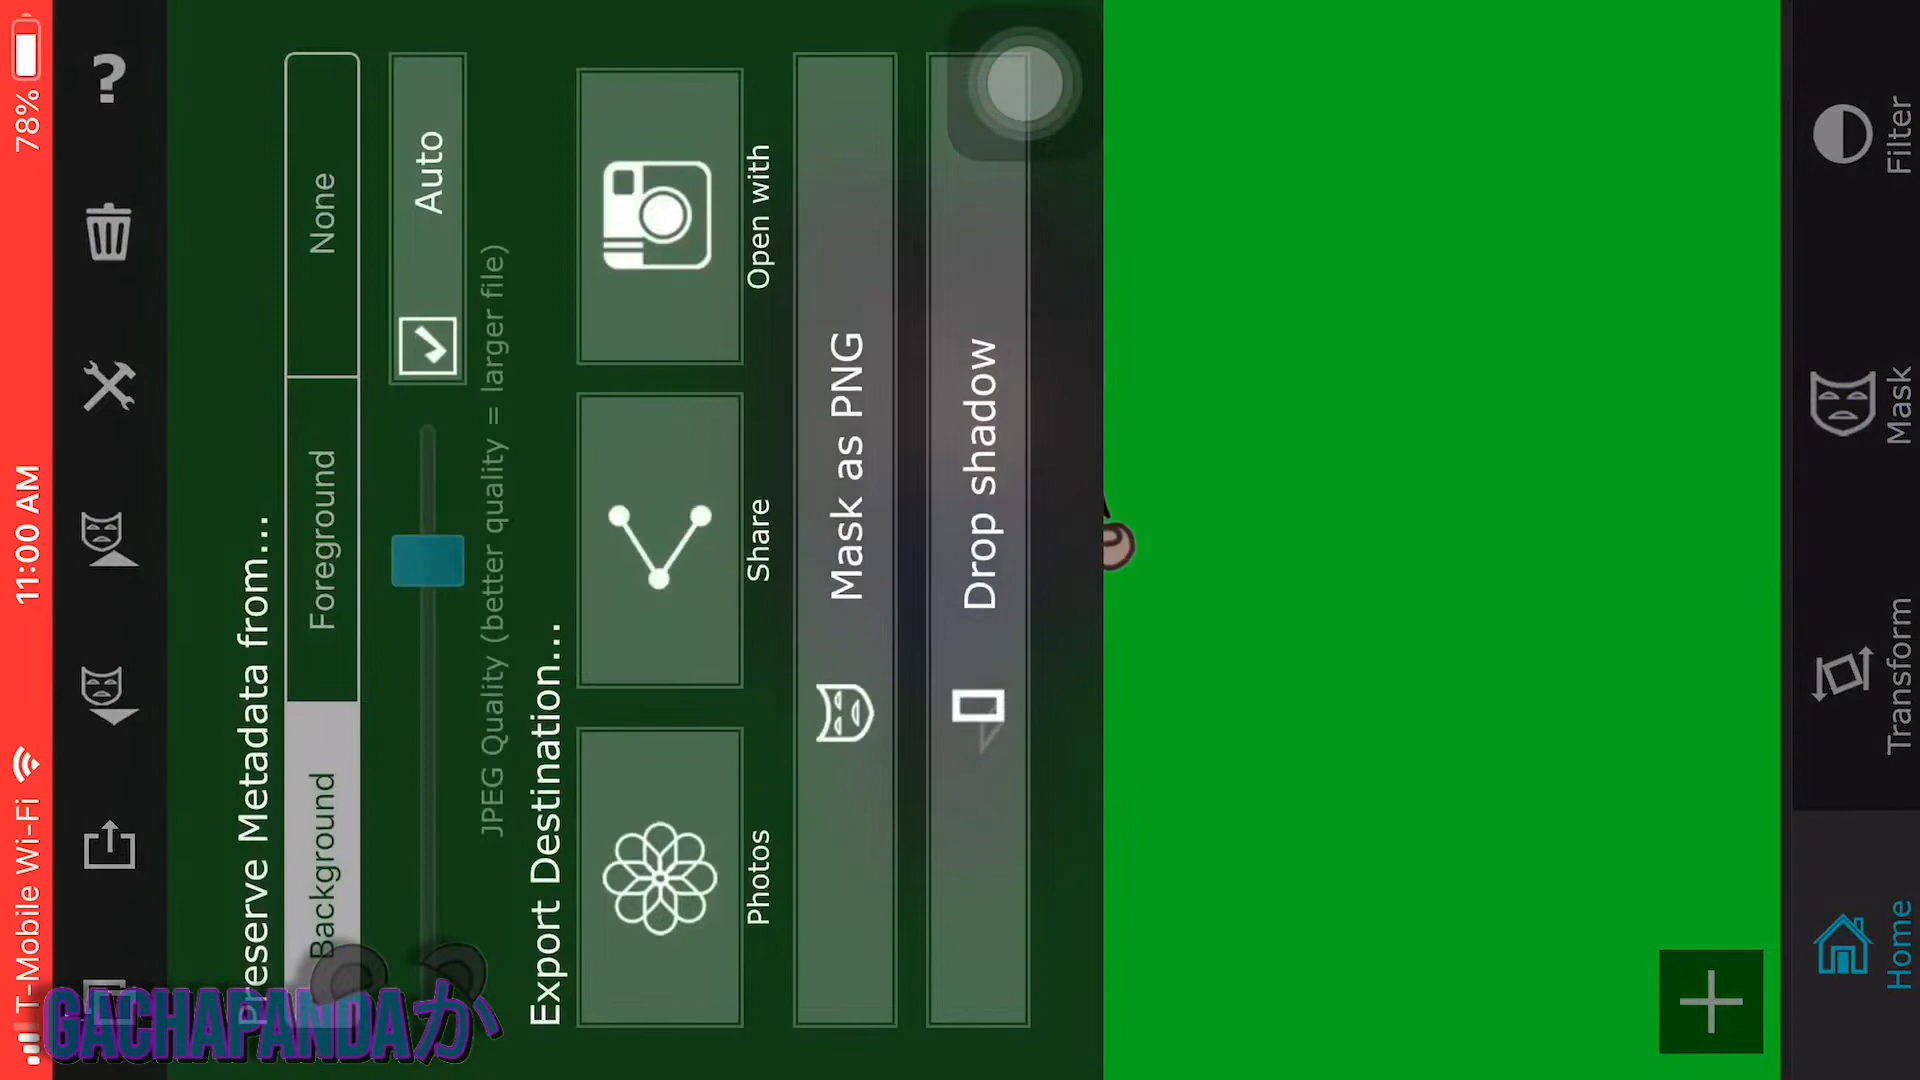 T-Mobile Wi-Fi
11:00 AM
78%
?
Preserve Metadata from...
Background
Foreground
None
Auto
JPEG Quality (better quality = larger file)
Export Destination...
Photos
Share
Open with
Mask as PNG
Drop shadow
Home
Transform
Mask
Filter
GACHAPANDAか